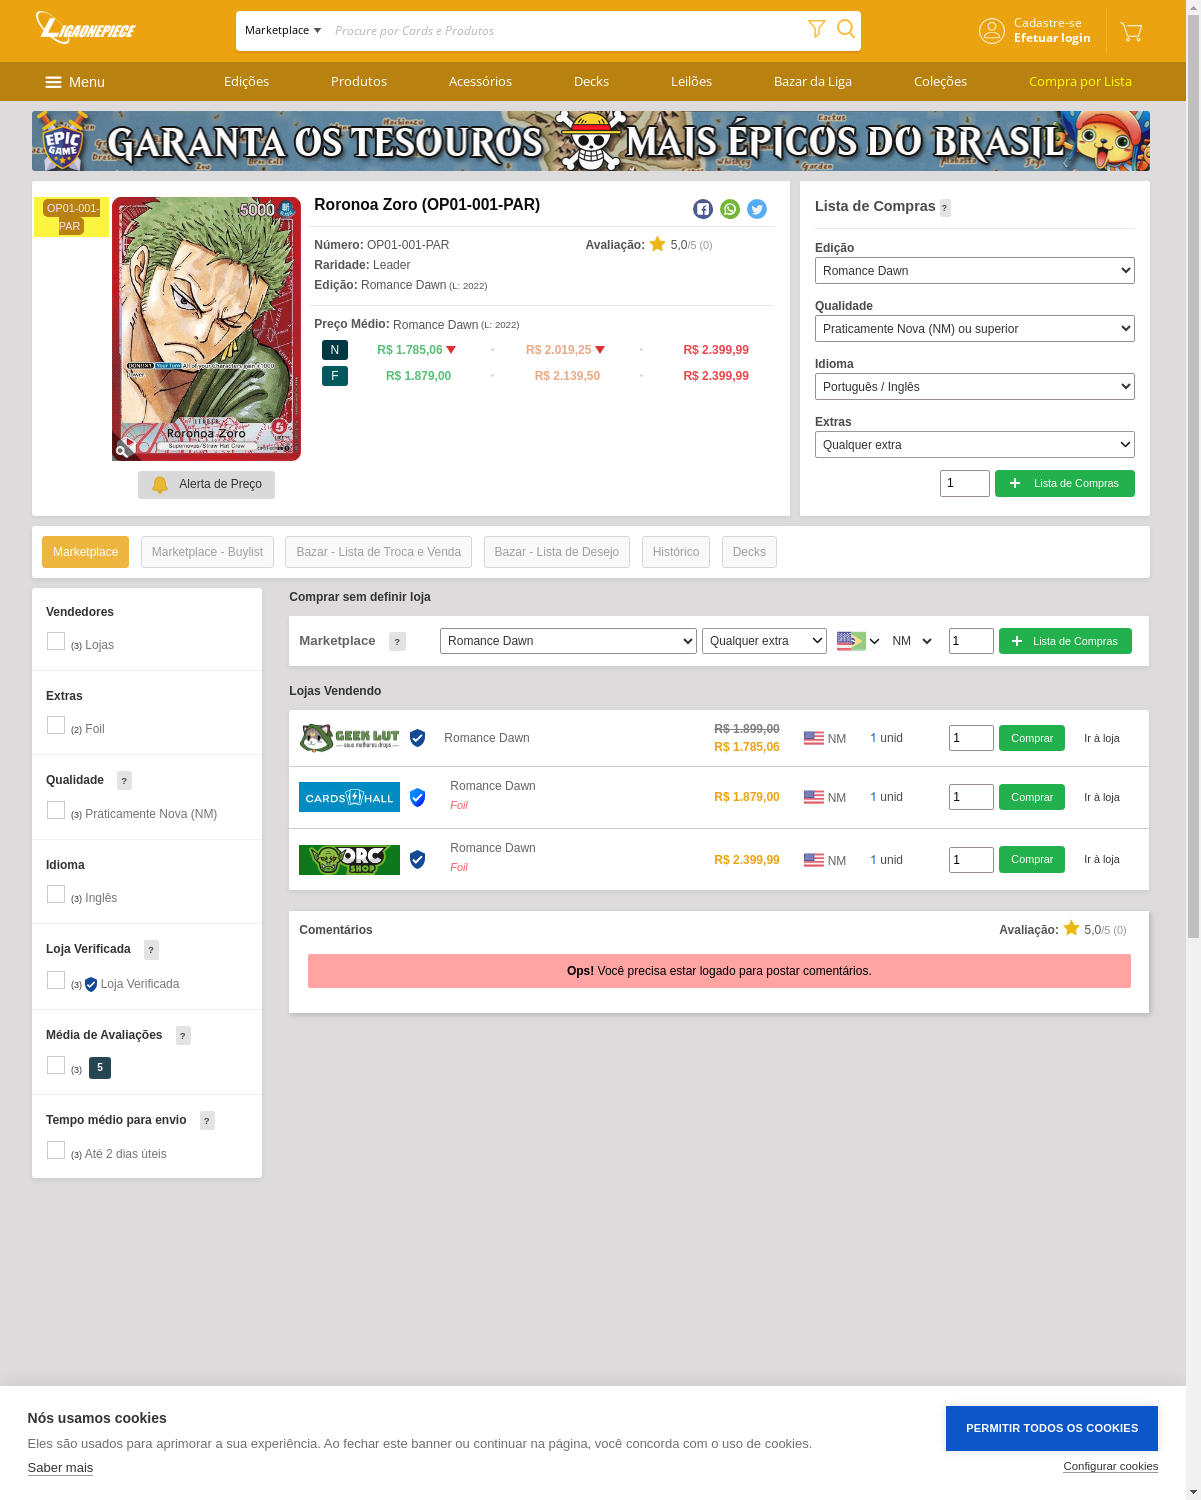 LIGAONEPIECE
Marketplace
Procure por Cards e Produtos
Cadastre-se
Efetuar login
Menu
Edições
Produtos
Acessórios
Decks
Leilões
Bazar da Liga
Coleções
Compra por Lista
EPIC GAME
GARANTA OS TESOUROS MAIS ÉPICOS DO BRASIL
OP01-001-
PAR
5000
LEADER
Roronoa Zoro
Supernovas/Straw Hat Crew
Alerta de Preço
Roronoa Zoro (OP01-001-PAR)
Número: OP01-001-PAR
Avaliação: 5,0/5 (0)
Raridade: Leader
Edição: Romance Dawn (L: 2022)
Preço Médio: Romance Dawn (L: 2022)
N R$ 1.785,06 R$ 2.019,25 R$ 2.399,99
F R$ 1.879,00 R$ 2.139,50 R$ 2.399,99
Lista de Compras ?
Edição
Romance Dawn
Qualidade
Praticamente Nova (NM) ou superior
Idioma
Português / Inglês
Extras
Qualquer extra
1 Lista de Compras
Marketplace
Marketplace - Buylist
Bazar - Lista de Troca e Venda
Bazar - Lista de Desejo
Histórico
Decks
Vendedores
(3) Lojas
Extras
(2) Foil
Qualidade ?
(3) Praticamente Nova (NM)
Idioma
(3) Inglês
Loja Verificada ?
(3) Loja Verificada
Média de Avaliações ?
(3) 5
Tempo médio para envio ?
(3) Até 2 dias úteis
Comprar sem definir loja
Marketplace ? Romance Dawn Qualquer extra NM 1 Lista de Compras
Lojas Vendendo
GEEK LUT
seus melhores drops
Romance Dawn
R$ 1.899,00
R$ 1.785,06
NM 1 unid 1 Comprar Ir à loja
CARDS HALL
Romance Dawn
Foil
R$ 1.879,00 NM 1 unid 1 Comprar Ir à loja
ORC SHOP
Romance Dawn
Foil
R$ 2.399,99 NM 1 unid 1 Comprar Ir à loja
Comentários
Avaliação: 5,0/5 (0)
Ops! Você precisa estar logado para postar comentários.
Nós usamos cookies
Eles são usados para aprimorar a sua experiência. Ao fechar este banner ou continuar na página, você concorda com o uso de cookies.
Saber mais
PERMITIR TODOS OS COOKIES
Configurar cookies